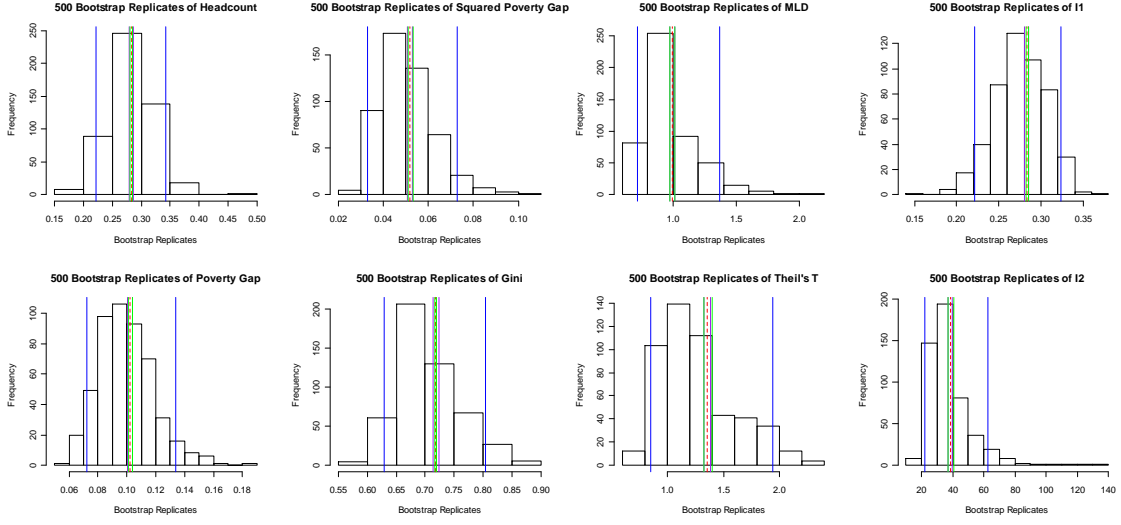 500 Bootstrap Replicates of Headcount
Frequency
0 50 100 150 200 250
0.15 0.20 0.25 0.30 0.35 0.40 0.45 0.50
Bootstrap Replicates
500 Bootstrap Replicates of Squared Poverty Gap
Frequency
0 50 100 150
0.02 0.04 0.06 0.08 0.10
Bootstrap Replicates
500 Bootstrap Replicates of MLD
Frequency
0 50 100 150 200 250
1.0 1.5 2.0
Bootstrap Replicates
500 Bootstrap Replicates of I1
Frequency
0 20 40 60 80 100 120
0.15 0.20 0.25 0.30 0.35
Bootstrap Replicates
500 Bootstrap Replicates of Poverty Gap
Frequency
0 20 40 60 80 100
0.06 0.08 0.10 0.12 0.14 0.16 0.18
Bootstrap Replicates
500 Bootstrap Replicates of Gini
Frequency
0 50 100 150 200
0.55 0.60 0.65 0.70 0.75 0.80 0.85 0.90
Bootstrap Replicates
500 Bootstrap Replicates of Theil's T
Frequency
0 20 40 60 80 100 120 140
1.0 1.5 2.0
Bootstrap Replicates
500 Bootstrap Replicates of I2
Frequency
0 50 100 150 200
20 40 60 80 100 120 140
Bootstrap Replicates